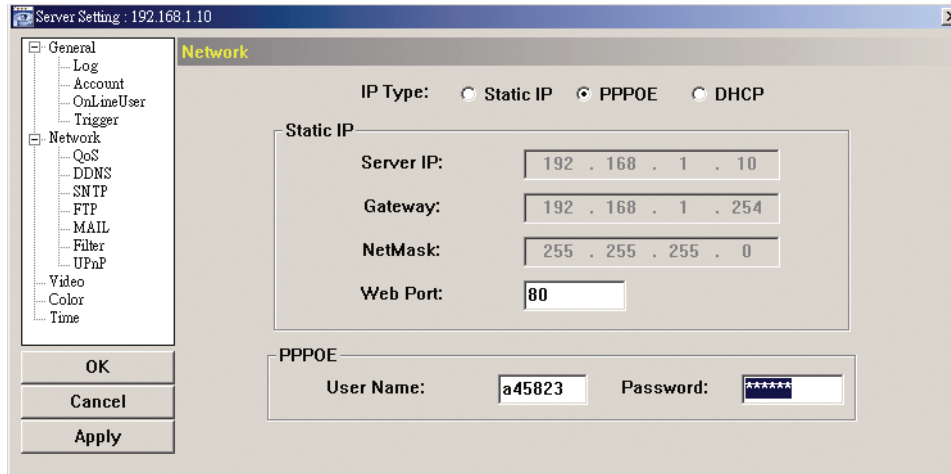 Server Setting : 192.168.1.10
General
Log
Account
OnLineUser
Trigger
Network
QoS
DDNS
SNTP
FTP
MAIL
Filter
UPnP
Video
Color
Time
OK
Cancel
Apply
Network
IP Type: Static IP PPPOE DHCP
Static IP
Server IP: 192 . 168 . 1 . 10
Gateway: 192 . 168 . 1 . 254
NetMask: 255 . 255 . 255 . 0
Web Port: 80
PPPOE
User Name: a45823 Password: ******